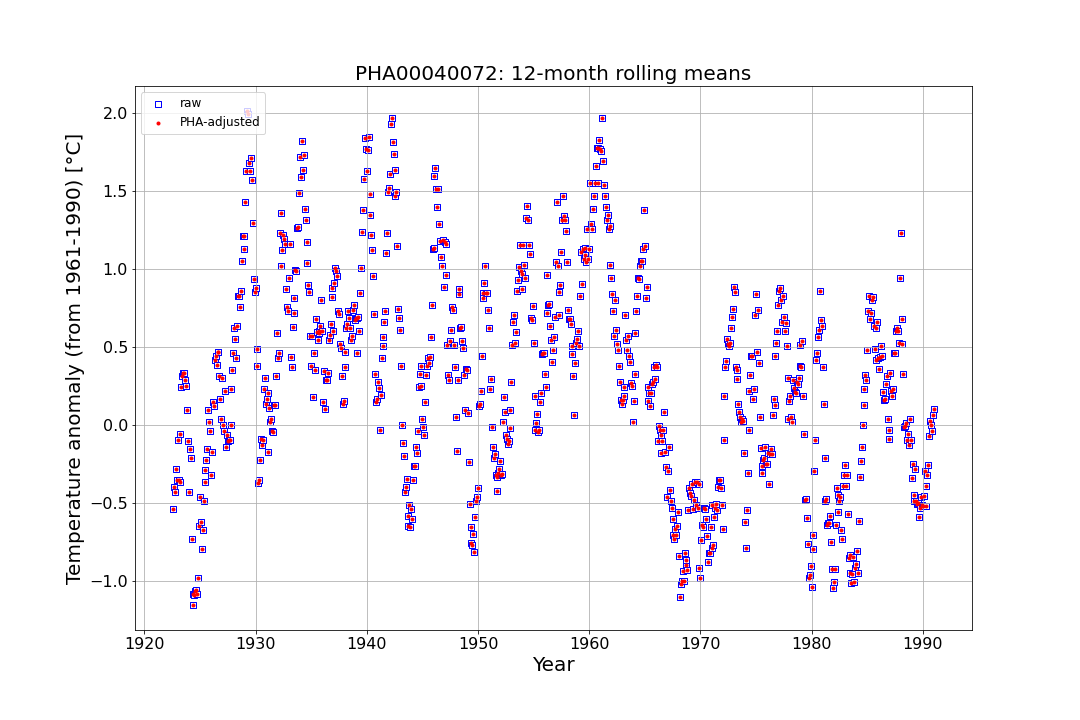 PHA00040072: 12-month rolling means
raw
PHA-adjusted
Temperature anomaly (from 1961-1990) [°C]
2.0
1.5
1.0
0.5
0.0
−0.5
−1.0
1920 1930 1940 1950 1960 1970 1980 1990
Year